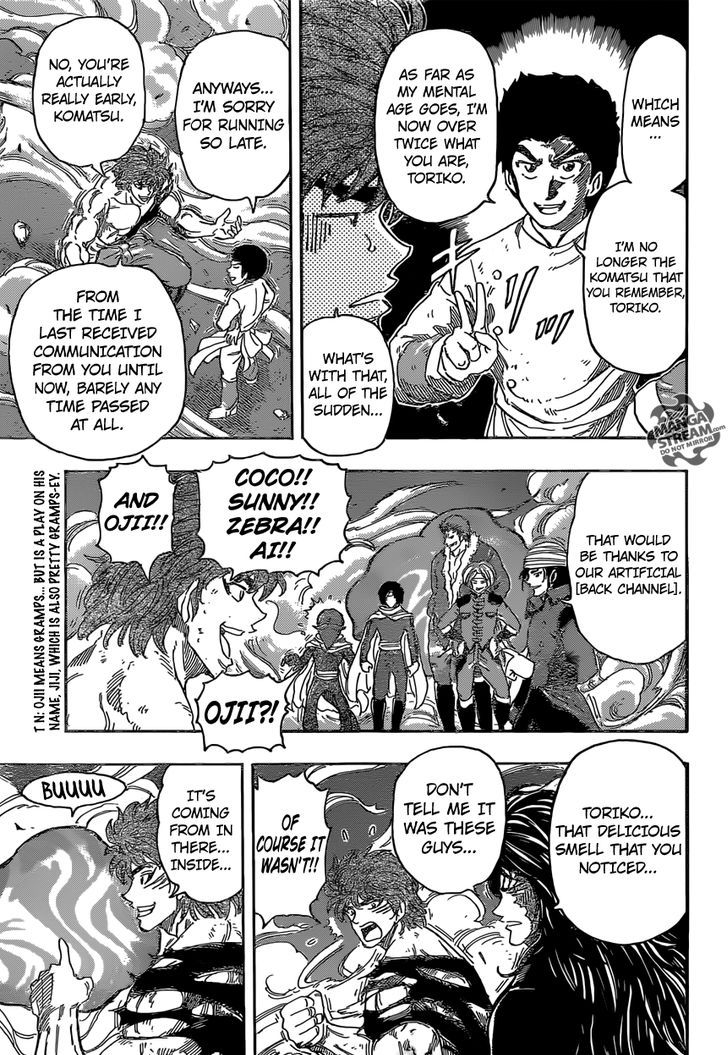 WHICH
MEANS
...
I'M NO
LONGER THE
KOMATSU THAT
YOU REMEMBER,
TORIKO.
AS FAR AS
MY MENTAL
AGE GOES, I'M
NOW OVER
TWICE WHAT
YOU ARE,
TORIKO.
WHAT'S
WITH THAT,
ALL OF THE
SUDDEN...
ANYWAYS...
I'M SORRY
FOR RUNNING
SO LATE.
NO, YOU'RE
ACTUALLY
REALLY EARLY,
KOMATSU.
FROM
THE TIME I
LAST RECEIVED
COMMUNICATION
FROM YOU UNTIL
NOW, BARELY ANY
TIME PASSED
AT ALL.
MANGA
STREAM.com
DO NOT MIRROR
THAT WOULD
BE THANKS TO
OUR ARTIFICIAL
[BACK CHANNEL].
COCO!!
SUNNY!!
ZEBRA!!
AI!!
AND
OJII!!
OJII?!
T N: OJII MEANS GRAMPS.. BUT IS A PLAY ON HIS
NAME, JIJI, WHICH IS ALSO PRETTY GRAMPS-EY.
TORIKO...
THAT DELICIOUS
SMELL THAT YOU
NOTICED...
DON'T
TELL ME IT
WAS THESE
GUYS...
OF
COURSE IT
WASN'T!!
IT'S
COMING
FROM IN
THERE...
INSIDE...
BUUUU